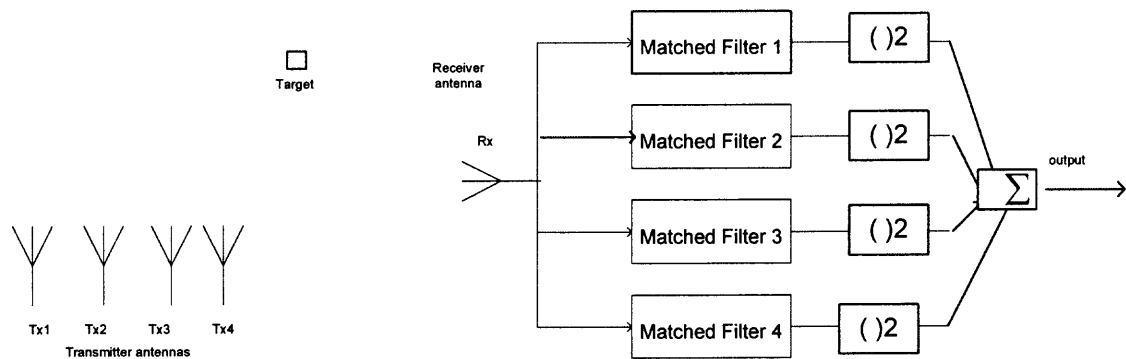 Target
Tx1 Tx2 Tx3 Tx4
Transmitter antennas
Receiver
antenna
Rx
Matched Filter 1
( )2
Matched Filter 2
( )2
Matched Filter 3
( )2
Matched Filter 4
( )2
Σ
output